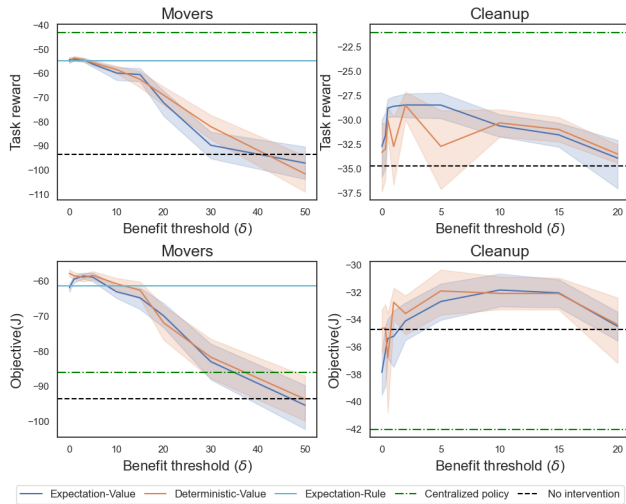 Movers
Cleanup
Task reward
−40
−50
−60
−70
−80
−90
−100
−110
0 10 20 30 40 50
Benefit threshold (δ)
Task reward
−22.5
−25.0
−27.5
−30.0
−32.5
−35.0
−37.5
0 5 10 15 20
Benefit threshold (δ)
Movers
Cleanup
Objective(J)
−60
−70
−80
−90
−100
0 10 20 30 40 50
Benefit threshold (δ)
Objective(J)
−26
−28
−30
−32
−34
−36
−38
−40
−42
0 5 10 15 20
Benefit threshold (δ)
Expectation-Value Deterministic-Value Expectation-Rule Centralized policy No intervention